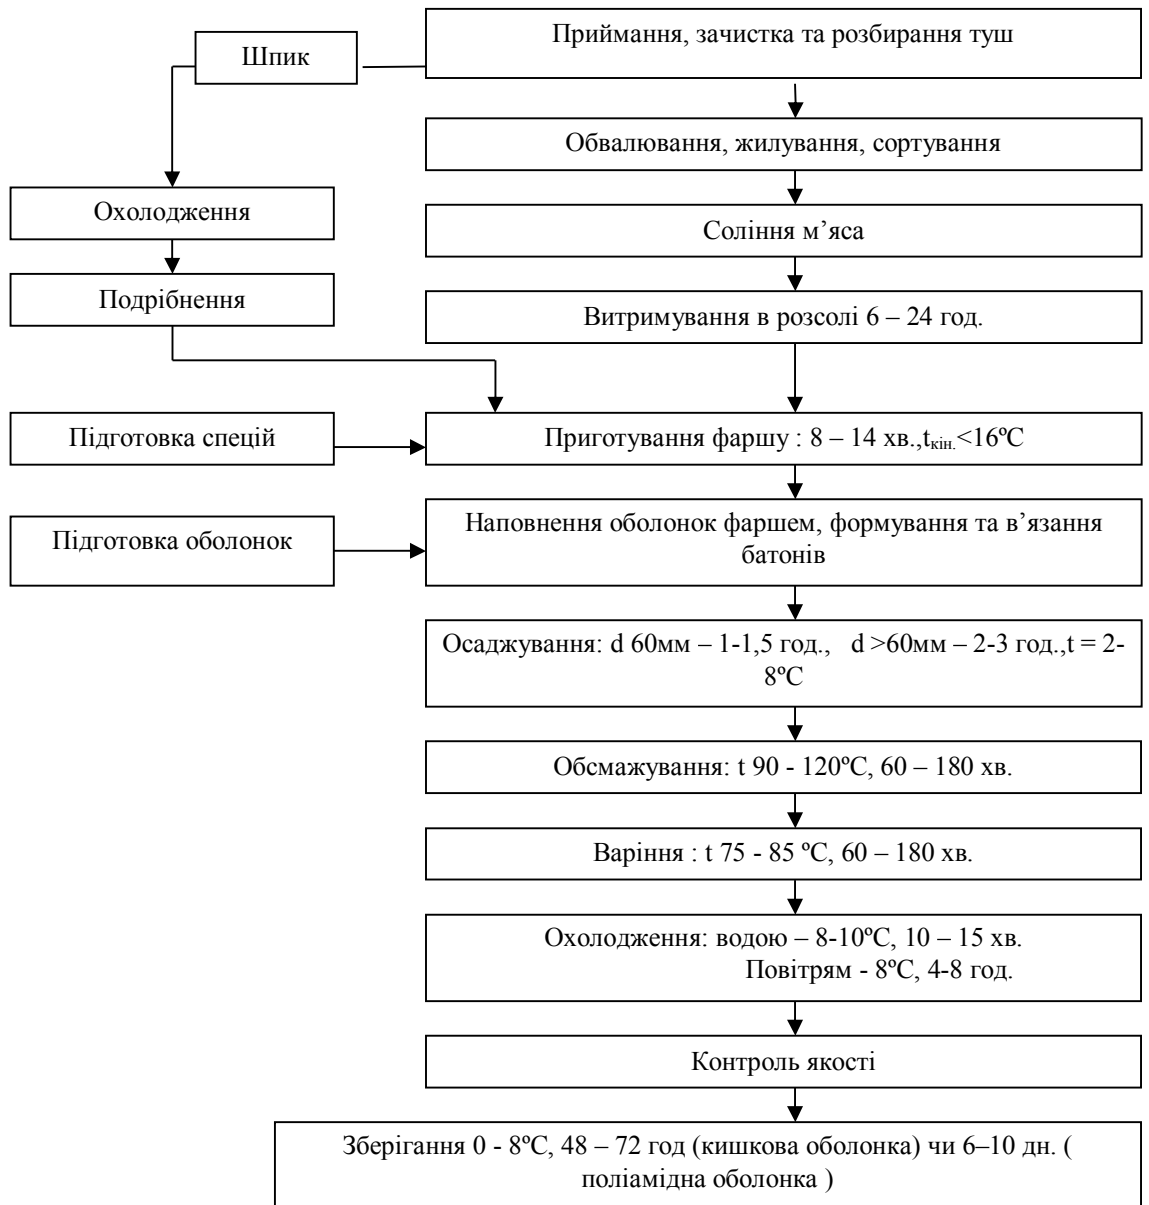 Приймання, зачистка та розбирання туш
Шпик
Обвалювання, жилування, сортування
Охолодження
Соління м’яса
Подрібнення
Витримування в розсолі 6 – 24 год.
Підготовка спецій
Приготування фаршу : 8 – 14 хв.,tкін.<16ºС
Підготовка оболонок
Наповнення оболонок фаршем, формування та в’язання
батонів
Осаджування: d 60мм – 1-1,5 год., d >60мм – 2-3 год.,t = 2-
8ºС
Обсмажування: t 90 - 120ºС, 60 – 180 хв.
Варіння : t 75 - 85 ºС, 60 – 180 хв.
Охолодження: водою – 8-10ºС, 10 – 15 хв.
Повітрям - 8ºС, 4-8 год.
Контроль якості
Зберігання 0 - 8ºС, 48 – 72 год (кишкова оболонка) чи 6–10 дн. (
поліамідна оболонка )